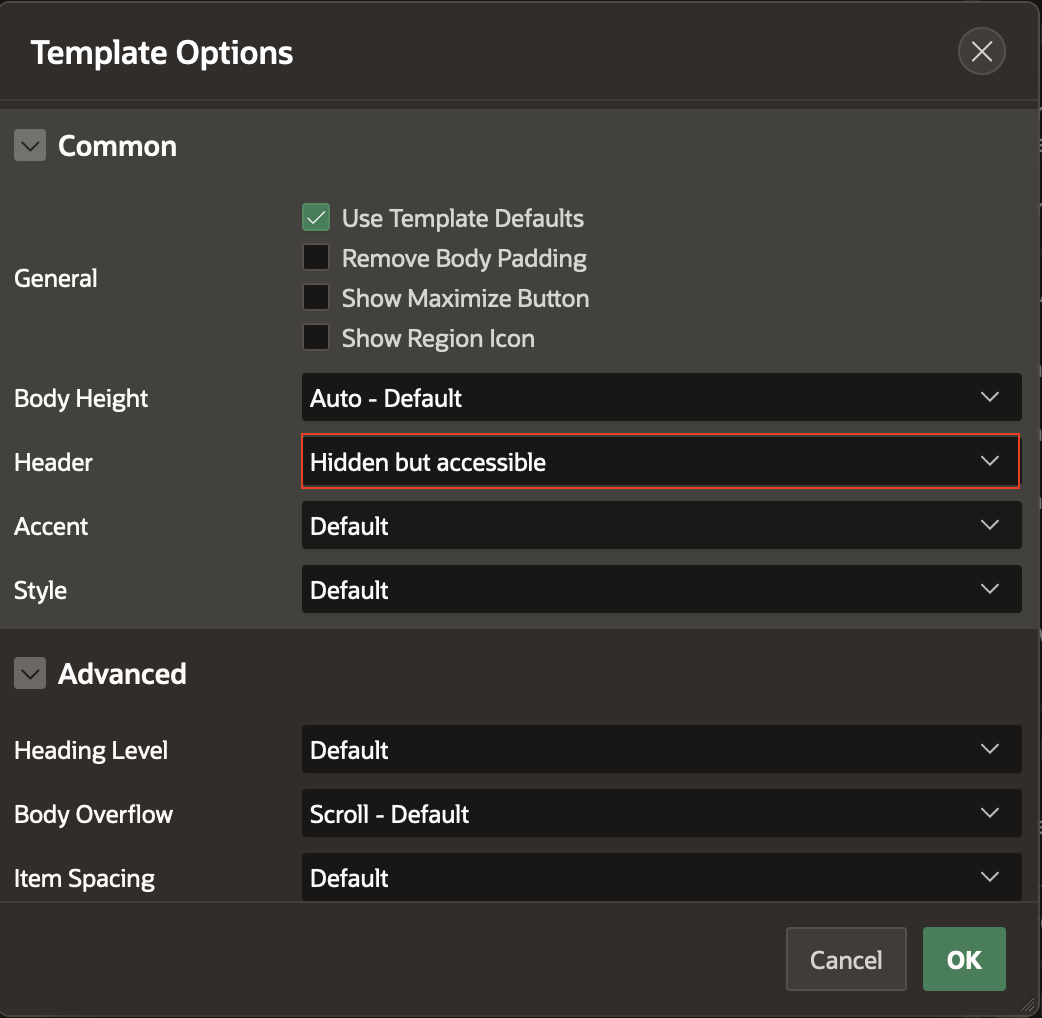 Template Options
Common
General
Use Template Defaults
Remove Body Padding
Show Maximize Button
Show Region Icon
Body Height Auto - Default
Header Hidden but accessible
Accent Default
Style Default
Advanced
Heading Level Default
Body Overflow Scroll - Default
Item Spacing Default
Cancel OK